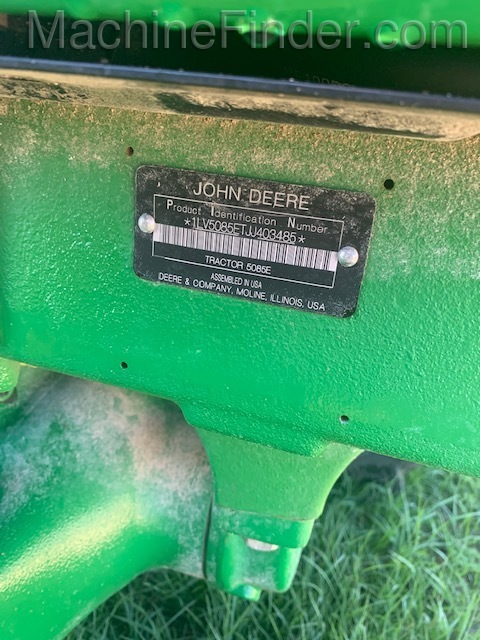 © MachineFinder.com
JOHN DEERE
Product Identification Number
*1LV5085ETJJ403485*
TRACTOR 5085E
ASSEMBLED IN USA
DEERE & COMPANY, MOLINE, ILLINOIS, USA